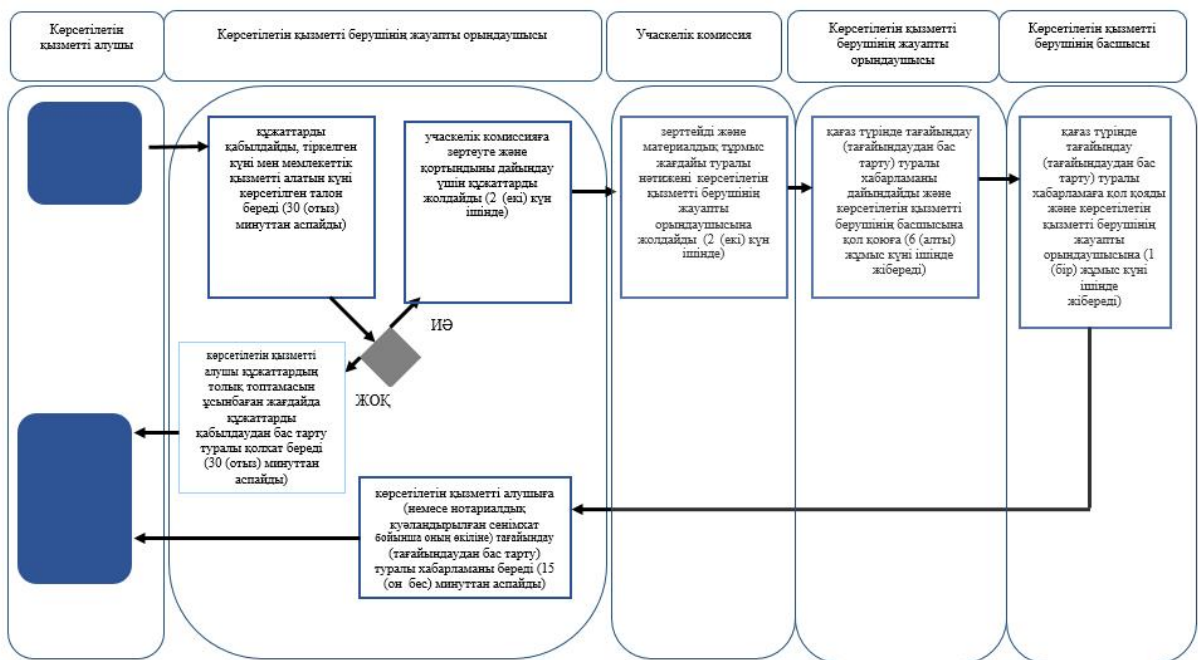 Көрсетілетін
қызметті алушы
Көрсетілетін қызметті берушінің жауапты орындаушысы
Учаскелік комиссия
Көрсетілетін қызметті
берушінің жауапты
орындаушысы
Көрсетілетін қызметті
берушінің басшысы
құжаттарды
қабылдайды, тіркелген
күні мен мемлекеттік
қызметті алатын күні
көрсетілген талон
береді (30 (отыз)
минуттан аспайды)
учаскелік комиссияға
зертеуге және
қортындыны дайындау
үшін құжаттарды
жолдайды (2 (екі) күн
ішінде)
зерттейді және
материалдық тұрмыс
жағдайы туралы
нәтижені көрсетілетін
қызметті берушінің
жауапты
орындаушысына
жолдайды (2 (екі) күн
ішінде)
қағаз түрінде тағайындау
(тағайындаудан бас
тарту) туралы
хабарламаны
дайындайды және
көрсетілетін қызметті
берушінің басшысына
қол қоюға (6 (алты)
жұмыс күні ішінде
жібереді)
қағаз түрінде
тағайындау
(тағайындаудан бас
тарту) туралы
хабарламаға қол қояды
және көрсетілетін
қызметті берушінің
жауапты
орындаушысына (1
(бір) жұмыс күні
ішінде
жібереді)
ИӘ
ЖОҚ
көрсетілетін қызметті
алушы құжаттардың
толық топтамасын
ұсынбаған жағдайда
құжаттарды
қабылдаудан бас тарту
туралы қолхат береді
(30 (отыз) минуттан
аспайды)
көрсетілетін қызметті алушыға
(немесе нотариалдық
куәландырылған сенімхат
бойынша оның өкіліне) тағайындау
(тағайындаудан бас тарту)
туралы хабарламаны береді (15
(он бес) минуттан аспайды)